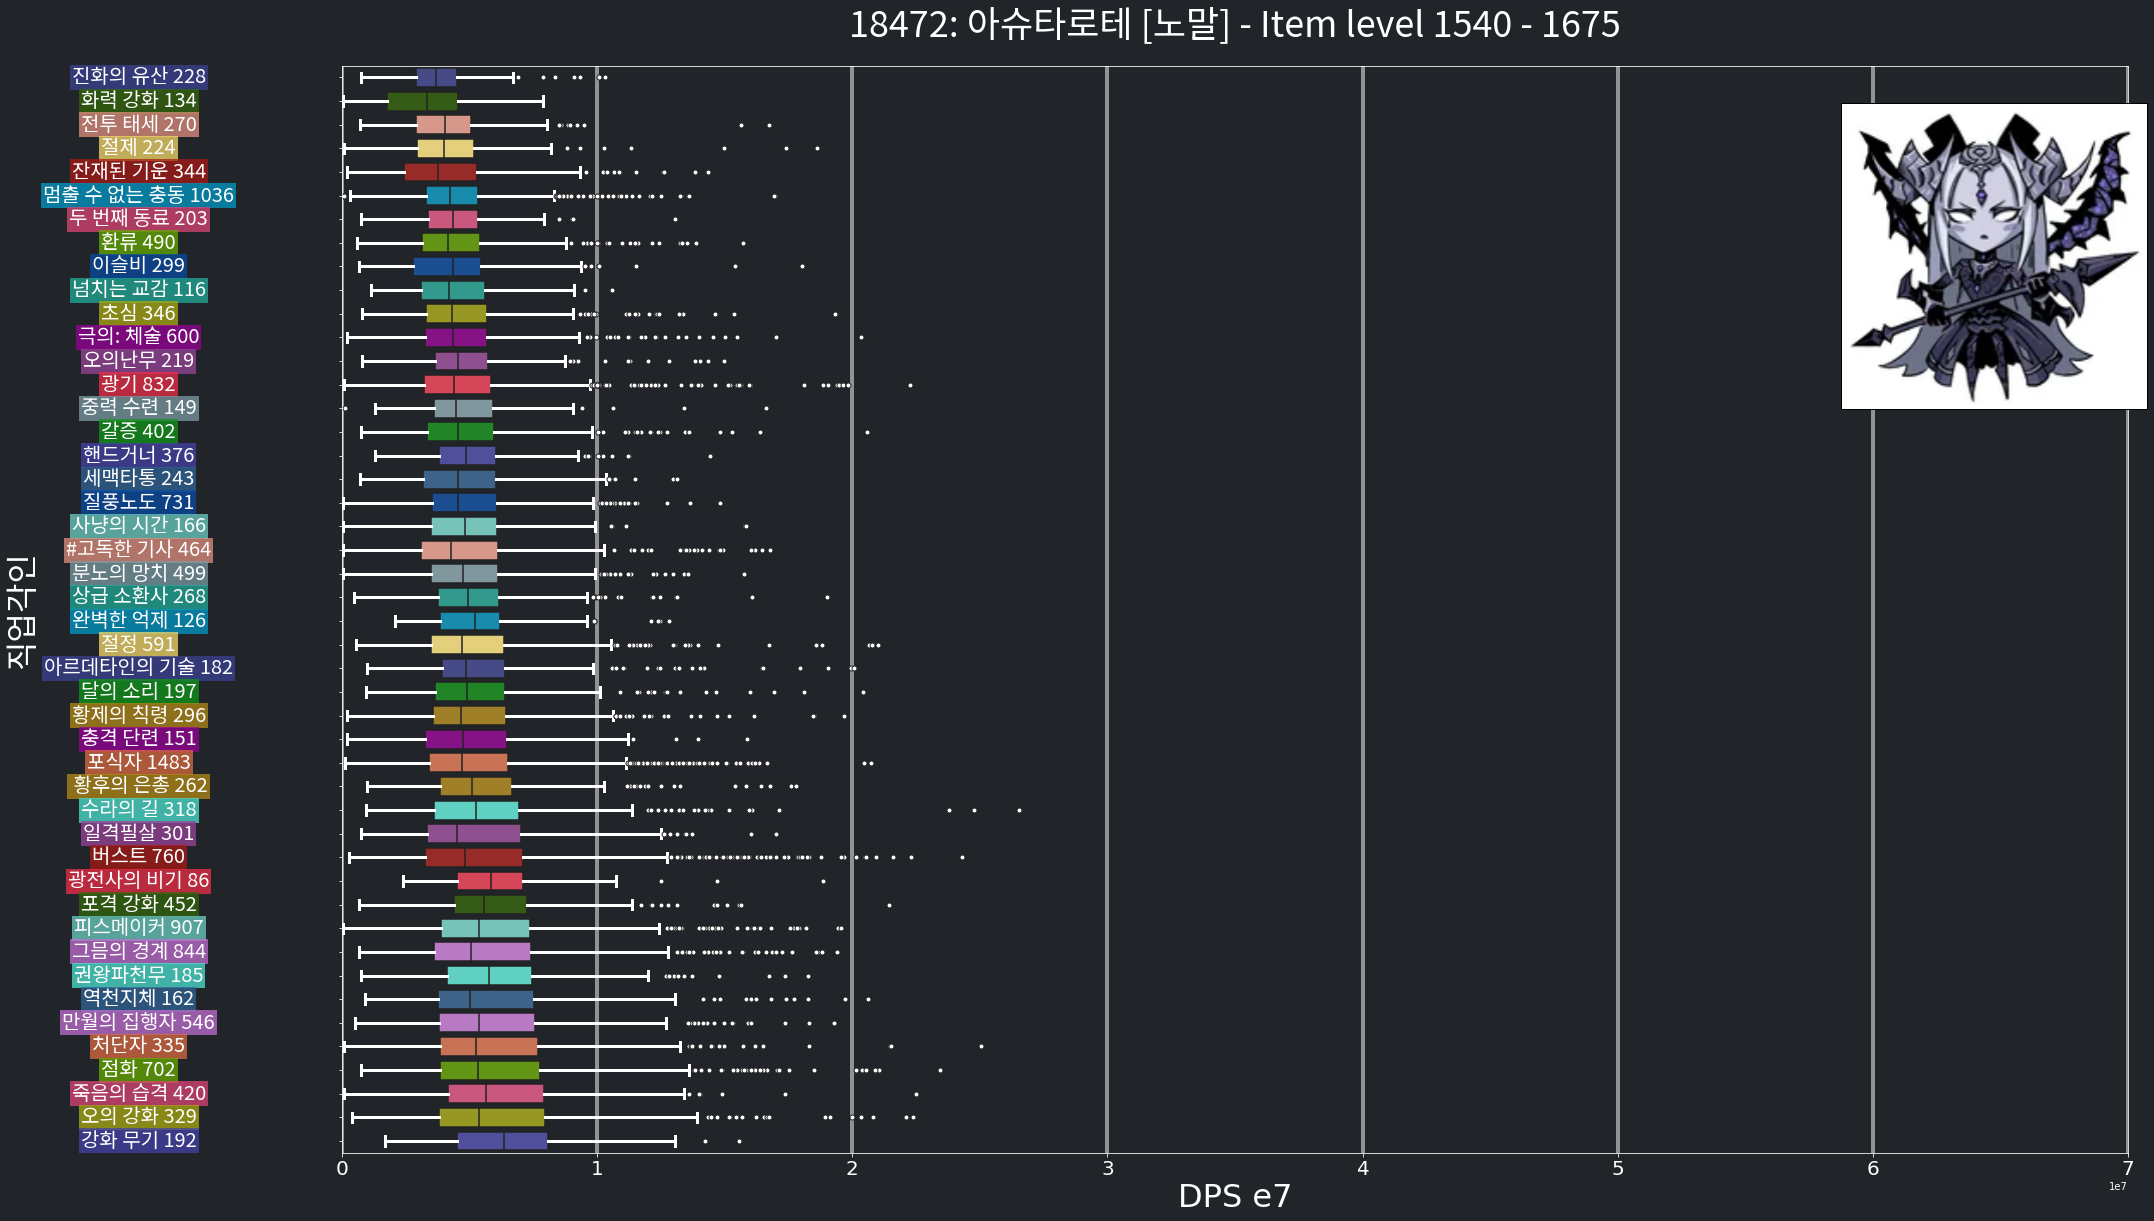 18472: 아슈타로테 [노말] - Item level 1540 - 1675
진화의 유산 228
화력 강화 134
전투 태세 270
절제 224
잔재된 기운 344
멈출 수 없는 충동 1036
두 번째 동료 203
환류 490
이슬비 299
넘치는 교감 116
초심 346
극의: 체술 600
오의난무 219
광기 832
중력 수련 149
갈증 402
핸드거너 376
세맥타통 243
질풍노도 731
사냥의 시간 166
#고독한 기사 464
분노의 망치 499
상급 소환사 268
완벽한 억제 126
절정 591
아르데타인의 기술 182
달의 소리 197
황제의 칙령 296
충격 단련 151
포식자 1483
황후의 은총 262
수라의 길 318
일격필살 301
버스트 760
광전사의 비기 86
포격 강화 452
피스메이커 907
그믐의 경계 844
권왕파천무 185
역천지체 162
만월의 집행자 546
처단자 335
점화 702
죽음의 습격 420
오의 강화 329
강화 무기 192
직업각인
0 1 2 3 4 5 6 7
1e7
DPS e7